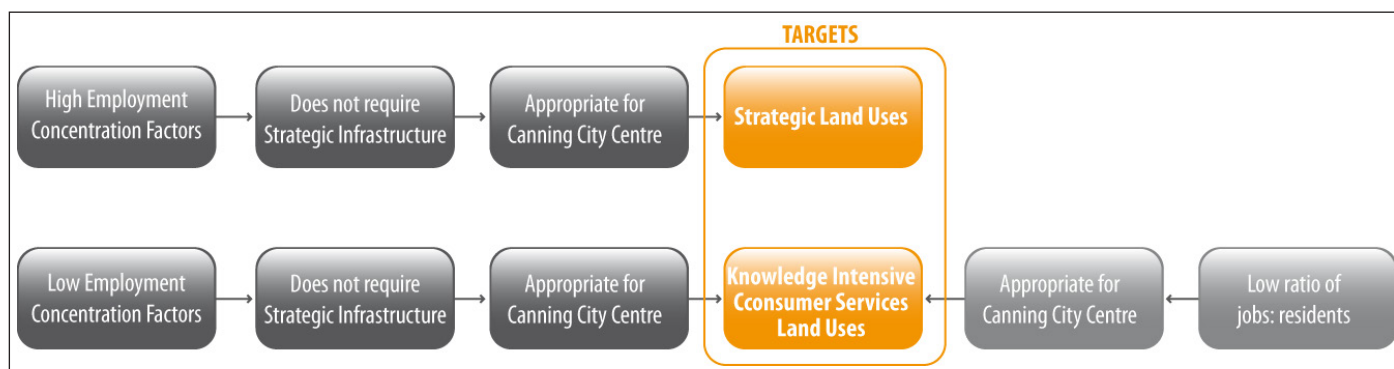 TARGETS
High Employment
Concentration Factors
Does not require
Strategic Infrastructure
Appropriate for
Canning City Centre
Strategic Land Uses
Low Employment
Concentration Factors
Does not require
Strategic Infrastructure
Appropriate for
Canning City Centre
Knowledge Intensive
Cconsumer Services
Land Uses
Appropriate for
Canning City Centre
Low ratio of
jobs: residents